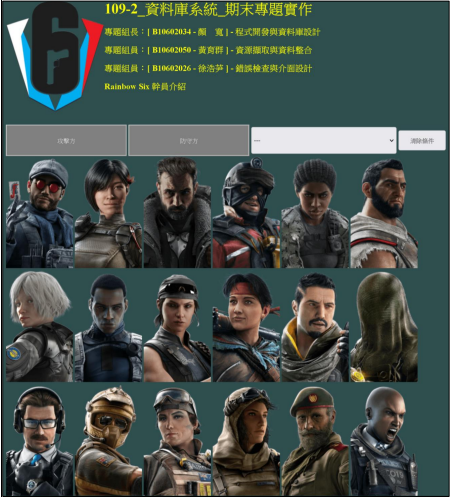 109-2_資料庫系統_期末專題實作
專題組長：[ B10602034 - 顏　寬 ] - 程式開發與資料庫設計
專題組員：[ B10602050 - 黃育群 ] - 資源擷取與資料整合
專題組員：[ B10602026 - 徐浩笋 ] - 錯誤檢查與介面設計
Rainbow Six 幹員介紹
攻擊方 防守方 --- 清除條件